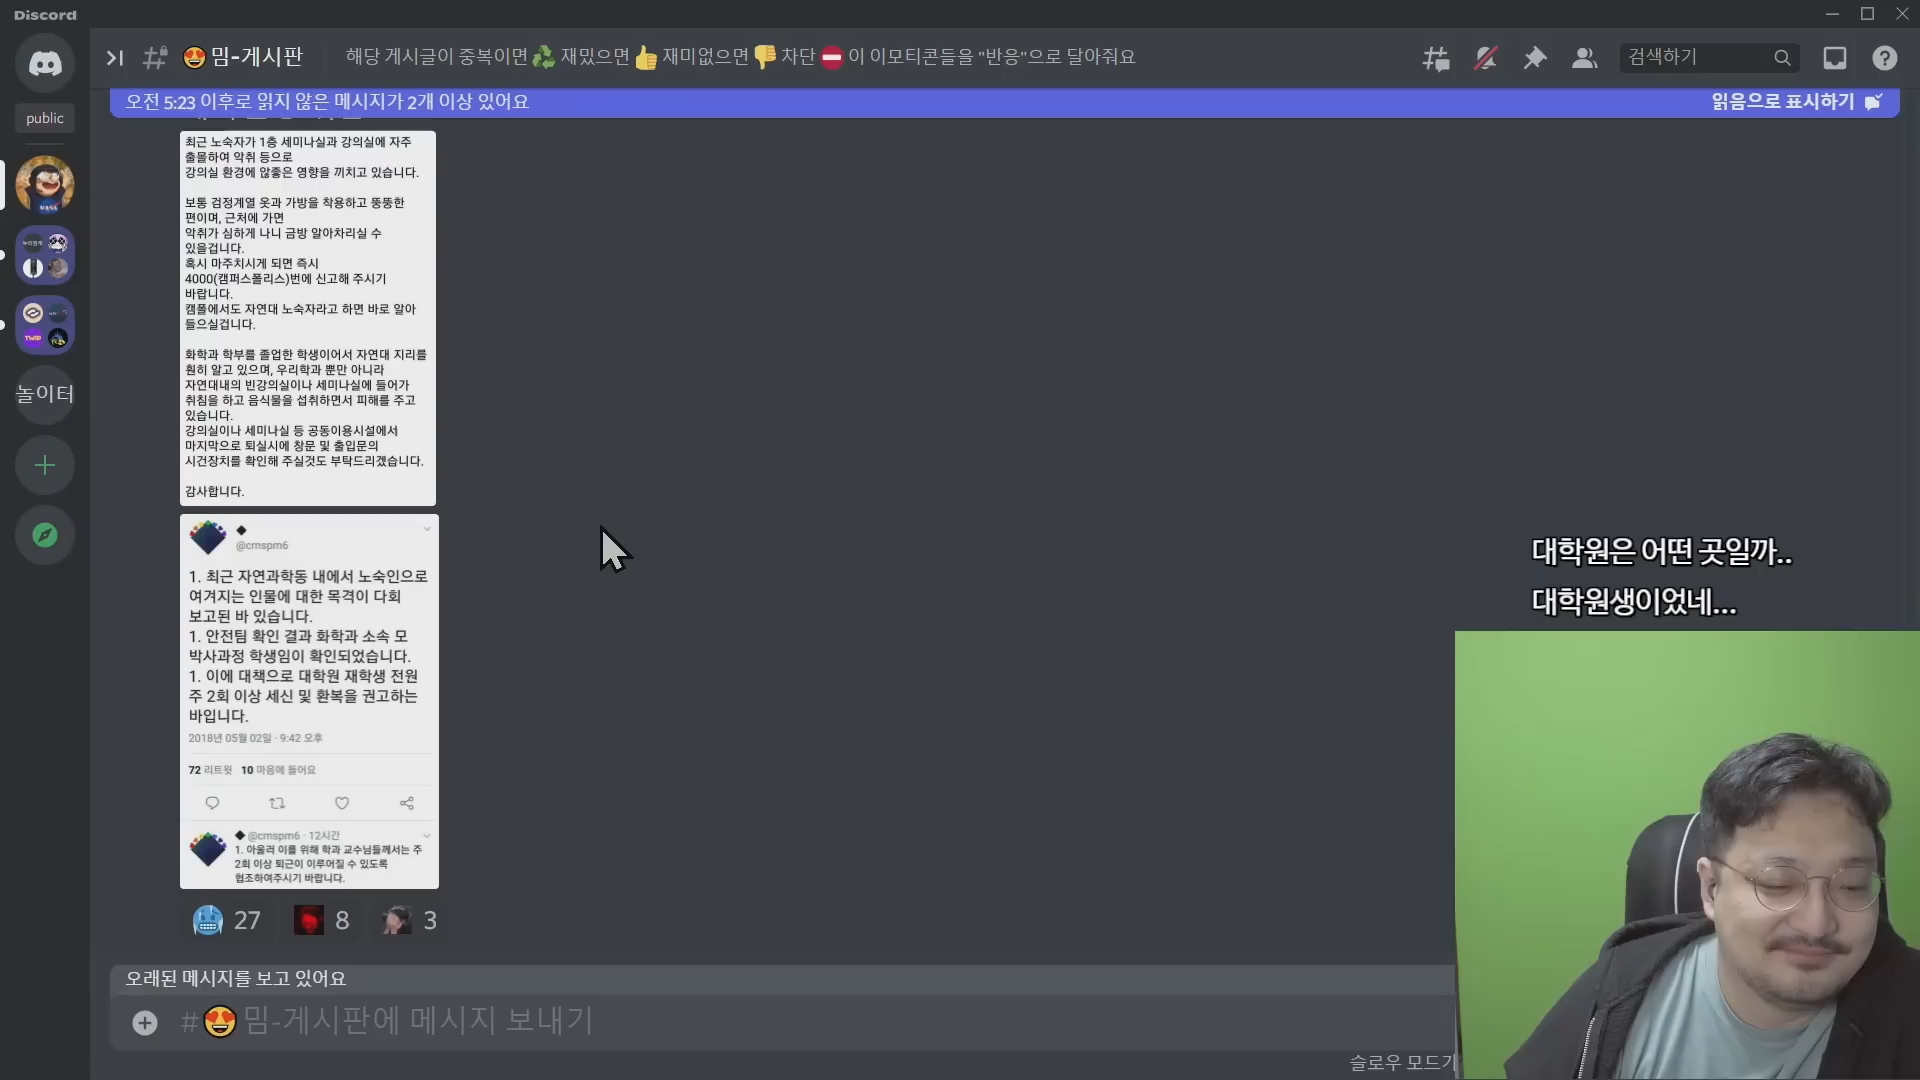 Discord
public
놀이터
밈-게시판
해당 게시글이 중복이면 재밌으면 재미없으면 차단 이 이모티콘들을 "반응"으로 달아줘요
검색하기
오전 5:23 이후로 읽지 않은 메시지가 2개 이상 있어요
읽음으로 표시하기
최근 노숙자가 1층 세미나실과 강의실에 자주
출몰하여 악취 등으로
강의실 환경에 않좋은 영향을 끼치고 있습니다.
보통 검정계열 옷과 가방을 착용하고 뚱뚱한
편이며, 근처에 가면
악취가 심하게 나니 금방 알아차리실 수
있을겁니다.
혹시 마주치시게 되면 즉시
4000(캠퍼스폴리스)번에 신고해 주시기
바랍니다.
캠폴에서도 자연대 노숙자라고 하면 바로 알아
들으실겁니다.
화학과 학부를 졸업한 학생이어서 자연대 지리를
훤히 알고 있으며, 우리학과 뿐만 아니라
자연대내의 빈강의실이나 세미나실에 들어가
취침을 하고 음식물을 섭취하면서 피해를 주고
있습니다.
강의실이나 세미나실 등 공동이용시설에서
마지막으로 퇴실시에 창문 및 출입문의
시건장치를 확인해 주실것도 부탁드리겠습니다.
감사합니다.
@cmspm6
1. 최근 자연과학동 내에서 노숙인으로
여겨지는 인물에 대한 목격이 다회
보고된 바 있습니다.
1. 안전팀 확인 결과 화학과 소속 모
박사과정 학생임이 확인되었습니다.
1. 이에 대책으로 대학원 재학생 전원
주 2회 이상 세신 및 환복을 권고하는
바입니다.
2018년 05월 02일 · 9:42 오후
72 리트윗 10 마음에 들어요
@cmspm6 · 12시간
1. 아울러 이를 위해 학과 교수님들께서는 주
2회 이상 퇴근이 이루어질 수 있도록
협조하여주시기 바랍니다.
27 8 3
대학원은 어떤 곳일까..
대학원생이었네...
오래된 메시지를 보고 있어요
#밈-게시판에 메시지 보내기
슬로우 모드가